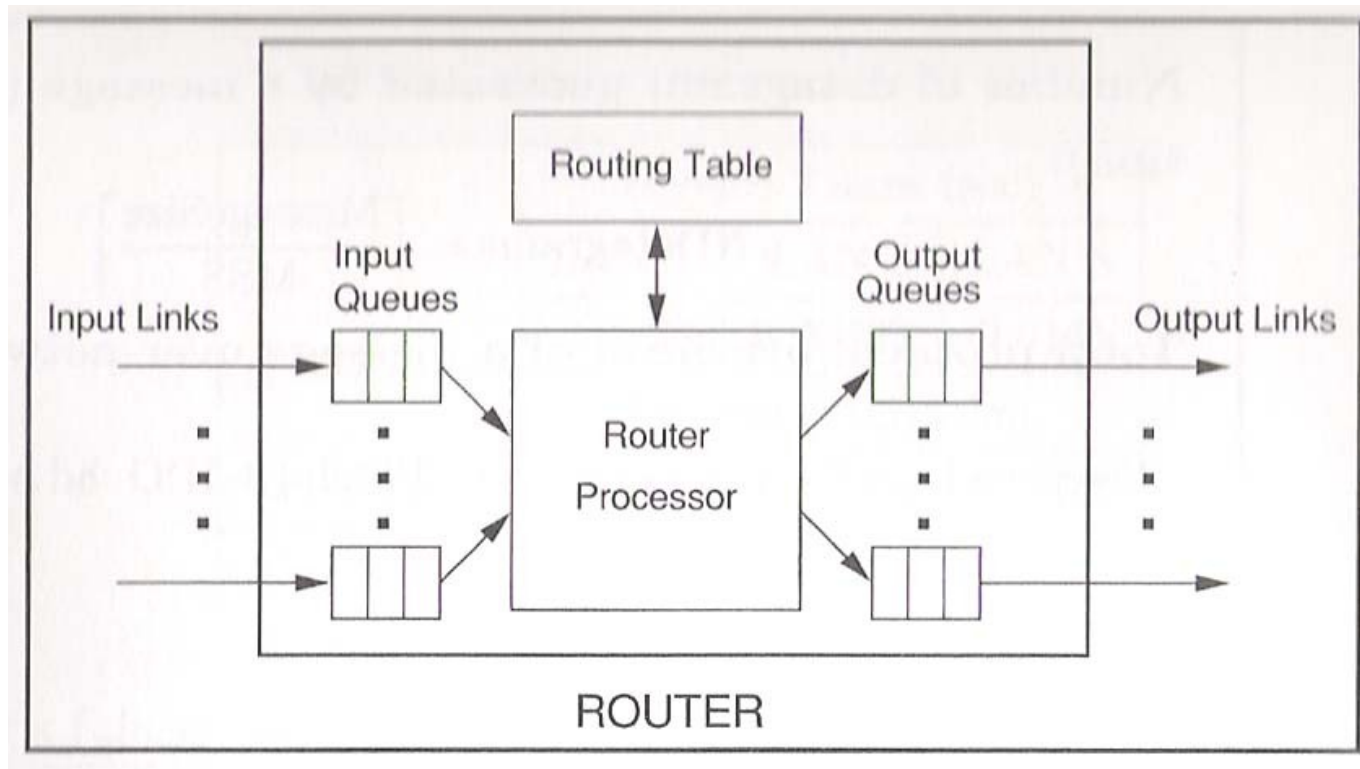 Routing Table
Input
Queues
Output
Queues
Input Links
Output Links
Router
Processor
ROUTER